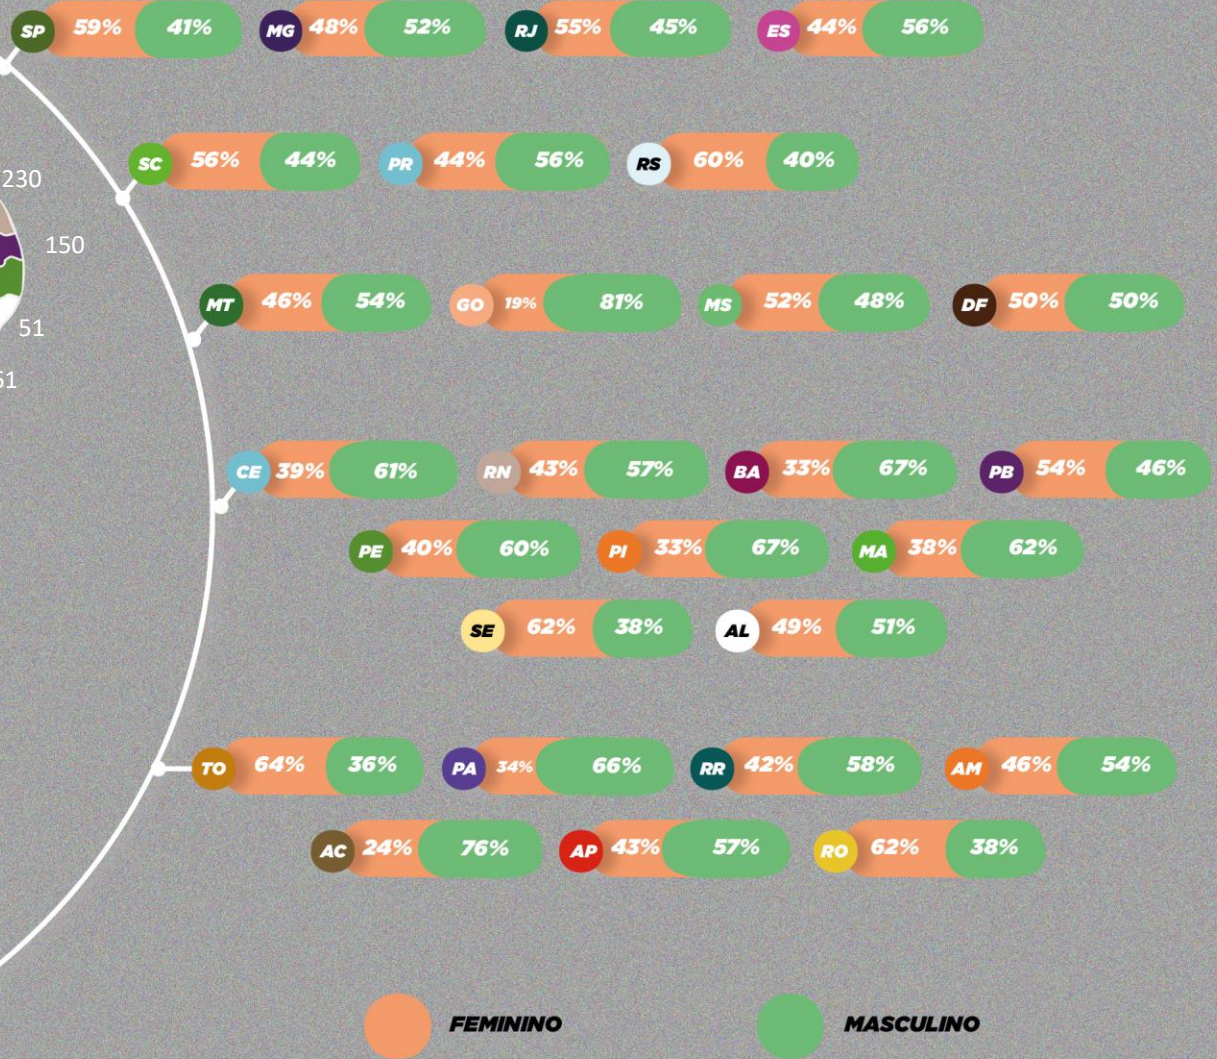 SP 59% 41% MG 48% 52% RJ 55% 45% ES 44% 56%
SC 56% 44% PR 44% 56% RS 60% 40%
230
150
MT 46% 54% GO 19% 81% MS 52% 48% DF 50% 50%
51
CE 39% 61% RN 43% 57% BA 33% 67% PB 54% 46%
PE 40% 60% PI 33% 67% MA 38% 62%
SE 62% 38% AL 49% 51%
TO 64% 36% PA 34% 66% RR 42% 58% AM 46% 54%
AC 24% 76% AP 43% 57% RO 62% 38%
FEMININO MASCULINO